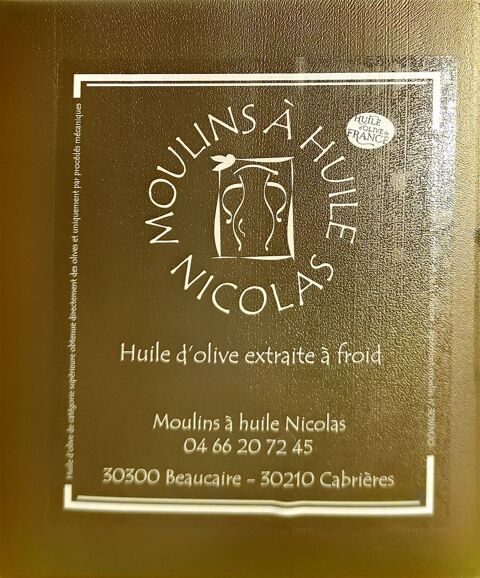 MOULINS À HUILE
NICOLAS
HUILE
d'OLIVE de
FRANCE
Huile d'olive extraite à froid
Moulins à huile Nicolas
04 66 20 72 45
30300 Beaucaire - 30210 Cabrières
Huile d'olive de catégorie supérieure obtenue directement des olives et uniquement par procédés mécaniques